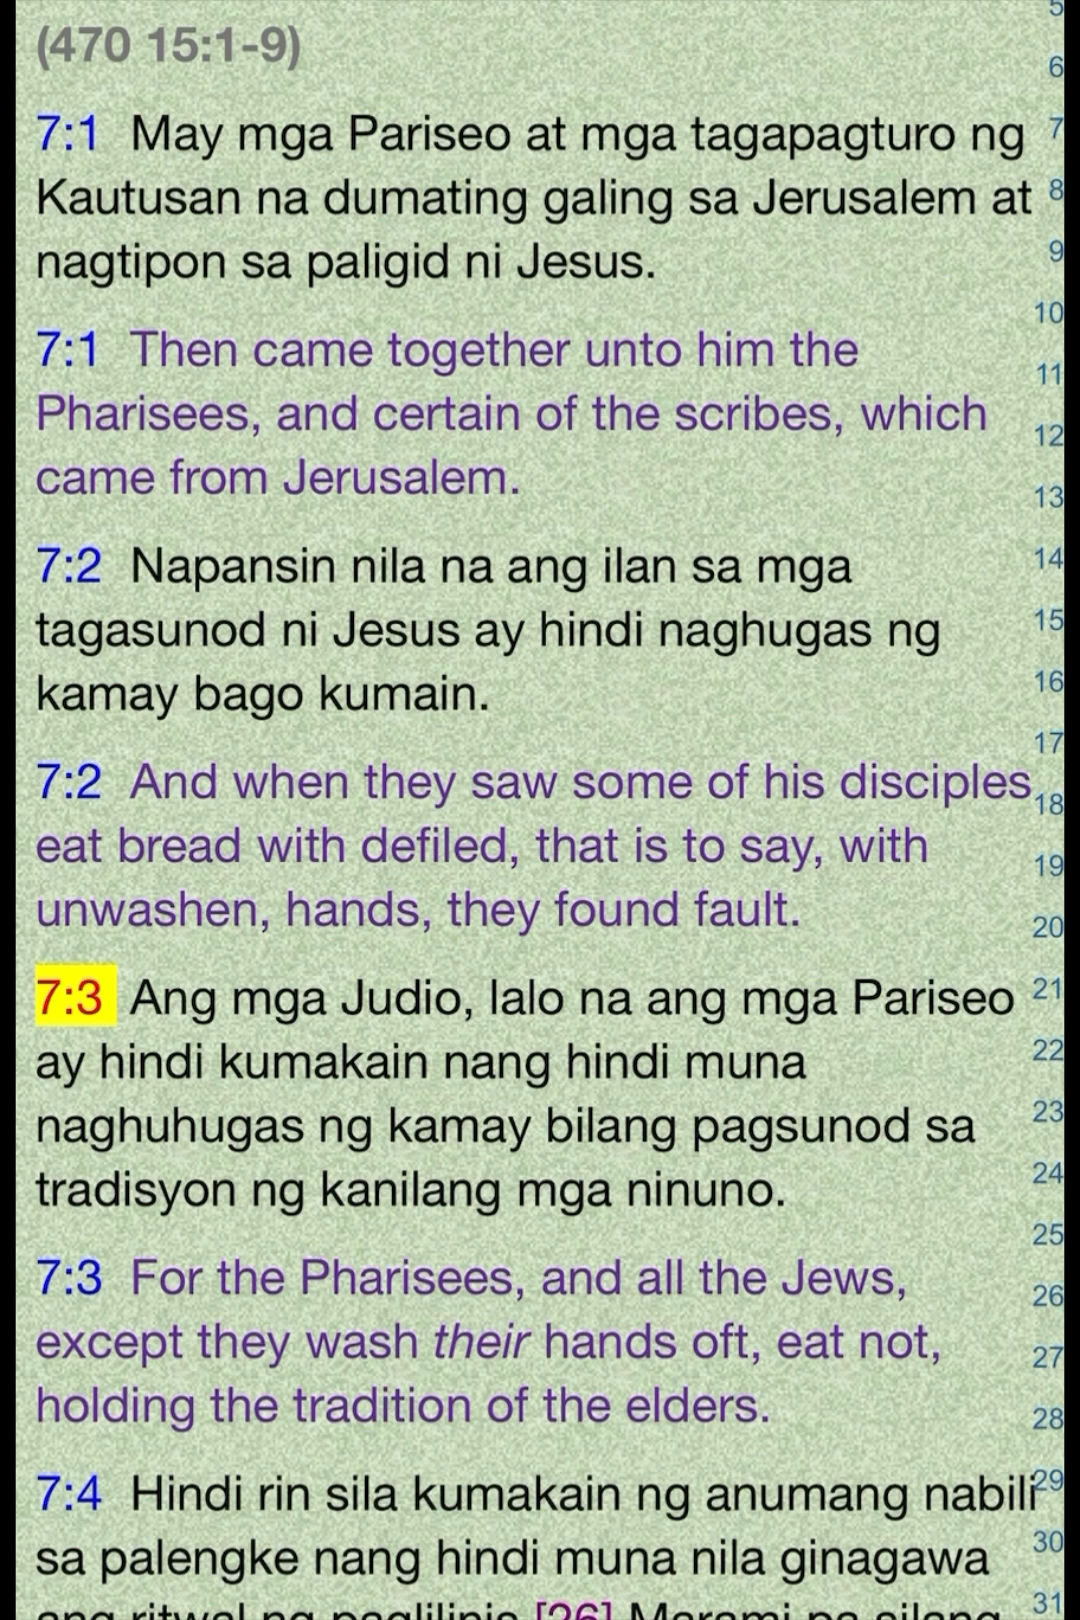 (470 15:1-9)
7:1 May mga Pariseo at mga tagapagturo ng
Kautusan na dumating galing sa Jerusalem at
nagtipon sa paligid ni Jesus.
7:1 Then came together unto him the
Pharisees, and certain of the scribes, which
came from Jerusalem.
7:2 Napansin nila na ang ilan sa mga
tagasunod ni Jesus ay hindi naghugas ng
kamay bago kumain.
7:2 And when they saw some of his disciples
eat bread with defiled, that is to say, with
unwashen, hands, they found fault.
7:3 Ang mga Judio, lalo na ang mga Pariseo
ay hindi kumakain nang hindi muna
naghuhugas ng kamay bilang pagsunod sa
tradisyon ng kanilang mga ninuno.
7:3 For the Pharisees, and all the Jews,
except they wash their hands oft, eat not,
holding the tradition of the elders.
7:4 Hindi rin sila kumakain ng anumang nabili
sa palengke nang hindi muna nila ginagawa
ang ritwal ng paglilinis.[26] Marami pa silang
5
6
7
8
9
10
11
12
13
14
15
16
17
18
19
20
21
22
23
24
25
26
27
28
29
30
31